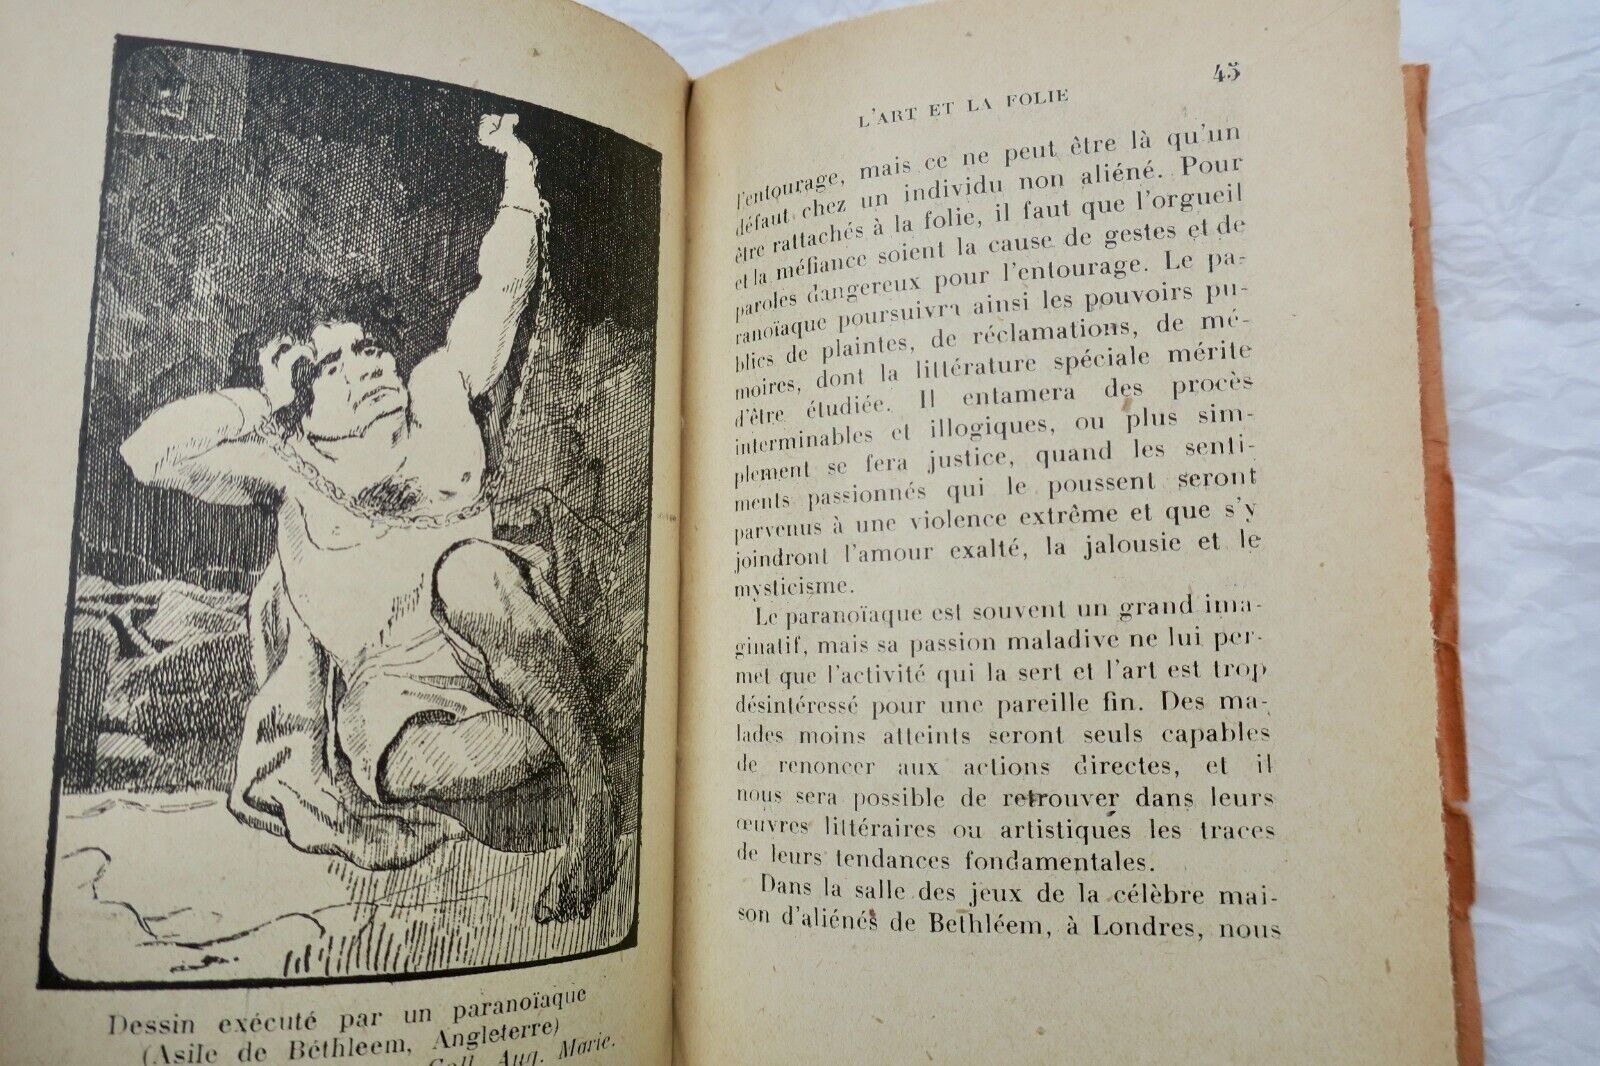 Dessin exécuté par un paranoïaque
(Asile de Béthleem, Angleterre)
Coll. Aug. Marie.
45
L'ART ET LA FOLIE
l'entourage, mais ce ne peut être là qu'un
défaut chez un individu non aliéné. Pour
être rattachés à la folie, il faut que l'orgueil
et la méfiance soient la cause de gestes et de
paroles dangereux pour l'entourage. Le pa-
ranoïaque poursuivra ainsi les pouvoirs pu-
blics de plaintes, de réclamations, de mé-
moires, dont la littérature spéciale mérite
d'être étudiée. Il entamera des procès
interminables et illogiques, ou plus sim-
plement se fera justice, quand les senti-
ments passionnés qui le poussent seront
parvenus à une violence extrême et que s'y
joindront l'amour exalté, la jalousie et le
mysticisme.
Le paranoïaque est souvent un grand ima-
ginatif, mais sa passion maladive ne lui per-
met que l'activité qui la sert et l'art est trop
désintéressé pour une pareille fin. Des ma-
lades moins atteints seront seuls capables
de renoncer aux actions directes, et il
nous sera possible de retrouver dans leurs
œuvres littéraires ou artistiques les traces
de leurs tendances fondamentales.
Dans la salle des jeux de la célèbre mai-
son d'aliénés de Bethléem, à Londres, nous